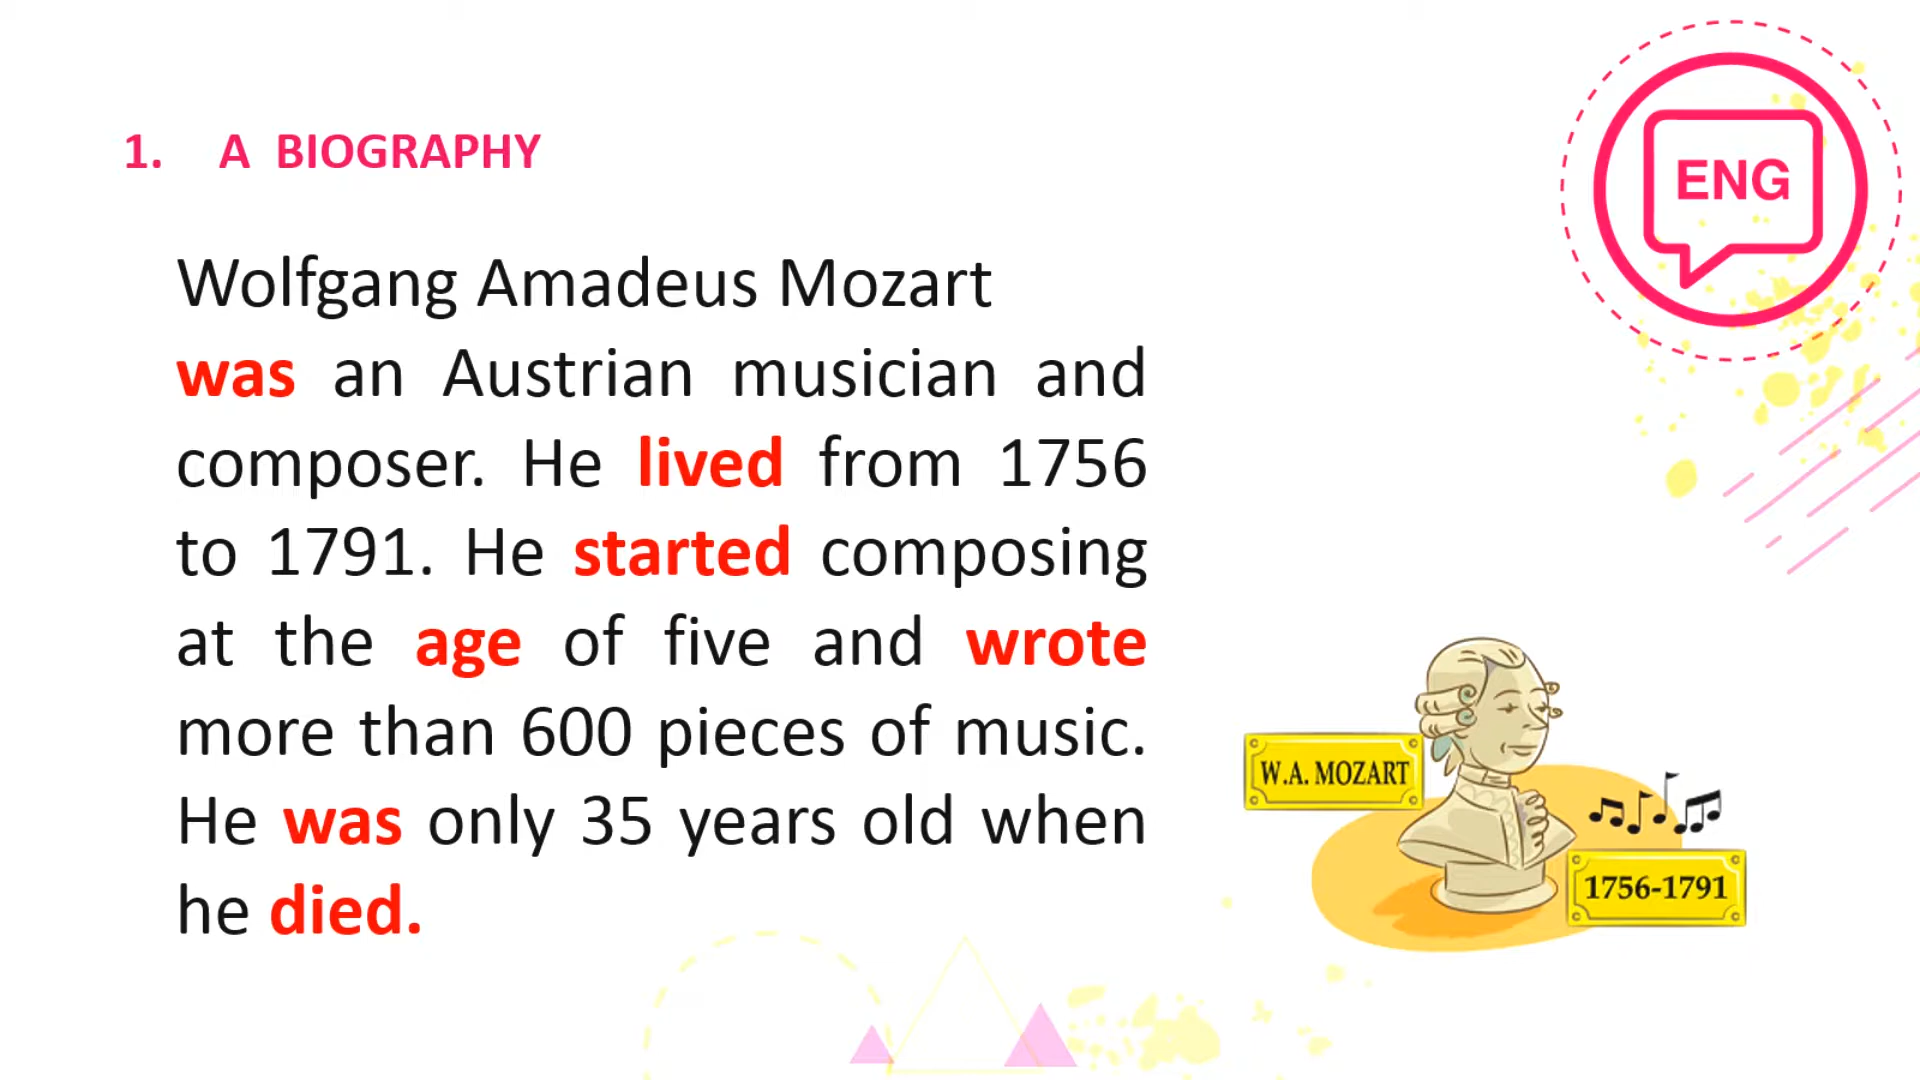 ENG
1. A BIOGRAPHY
Wolfgang Amadeus Mozart
was an Austrian musician and
composer. He lived from 1756
to 1791. He started composing
at the age of five and wrote
more than 600 pieces of music.
He was only 35 years old when
he died.
W.A. MOZART
1756-1791